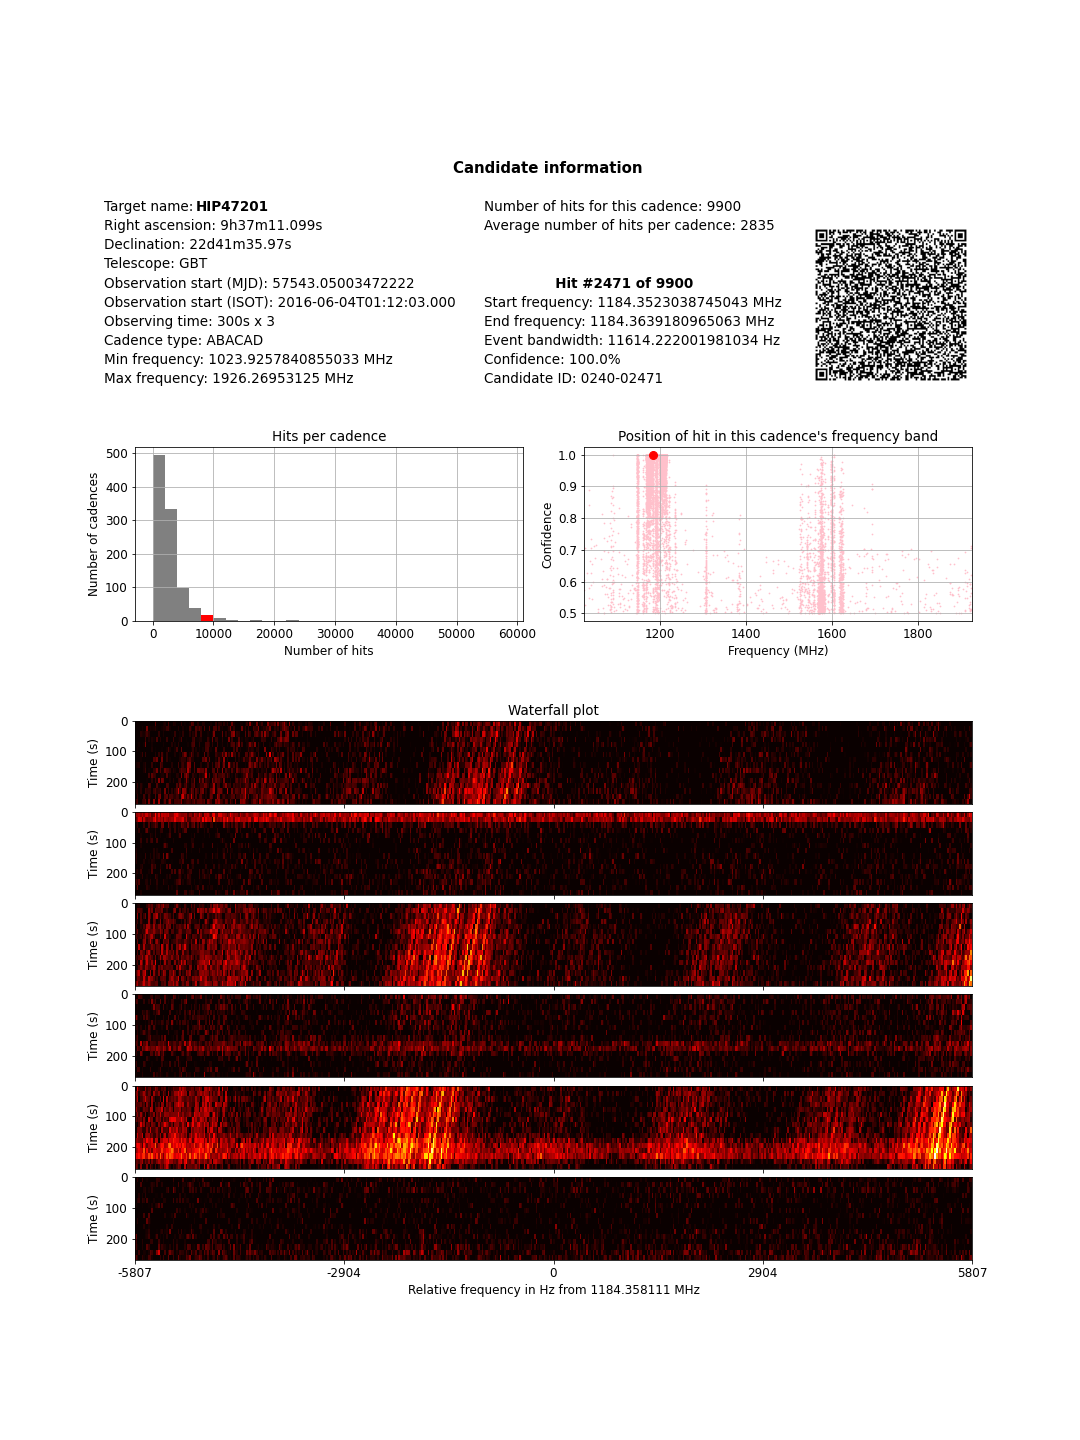 Candidate information
Target name: HIP47201
Right ascension: 9h37m11.099s
Declination: 22d41m35.97s
Telescope: GBT
Observation start (MJD): 57543.05003472222
Observation start (ISOT): 2016-06-04T01:12:03.000
Observing time: 300s x 3
Cadence type: ABACAD
Min frequency: 1023.9257840855033 MHz
Max frequency: 1926.26953125 MHz
Number of hits for this cadence: 9900
Average number of hits per cadence: 2835
Hit #2471 of 9900
Start frequency: 1184.3523038745043 MHz
End frequency: 1184.3639180965063 MHz
Event bandwidth: 11614.222001981034 Hz
Confidence: 100.0%
Candidate ID: 0240-02471
Hits per cadence
Number of cadences
500
400
300
200
100
0
0 10000 20000 30000 40000 50000 60000
Number of hits
Position of hit in this cadence's frequency band
Confidence
1.0
0.9
0.8
0.7
0.6
0.5
1200 1400 1600 1800
Frequency (MHz)
Waterfall plot
Time (s)
0
100
200
Time (s)
0
100
200
Time (s)
0
100
200
Time (s)
0
100
200
Time (s)
0
100
200
Time (s)
0
100
200
-5807 -2904 0 2904 5807
Relative frequency in Hz from 1184.358111 MHz